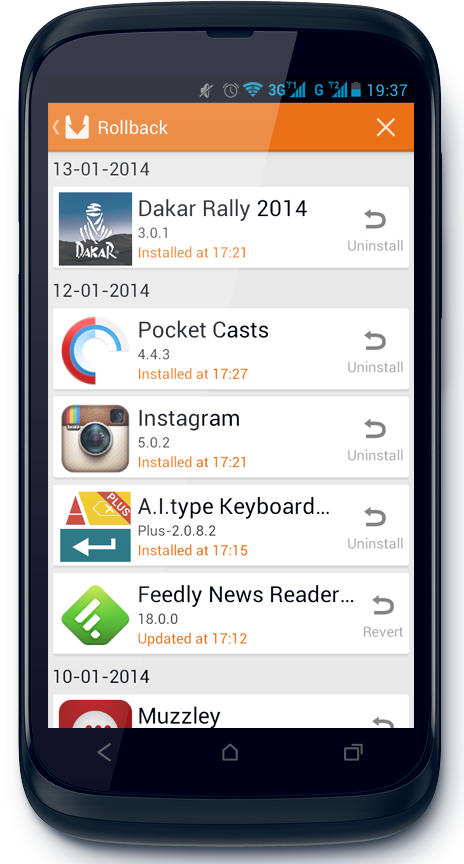 3G T1 G T2 19:37
Rollback
13-01-2014
DAKAR
Dakar Rally 2014
3.0.1
Installed at 17:21
Uninstall
12-01-2014
Pocket Casts
4.4.3
Installed at 17:27
Uninstall
Instagram
5.0.2
Installed at 17:21
Uninstall
A PLUS
A.I.type Keyboard...
Plus-2.0.8.2
Installed at 17:15
Uninstall
Feedly News Reader...
18.0.0
Updated at 17:12
Revert
10-01-2014
Muzzley